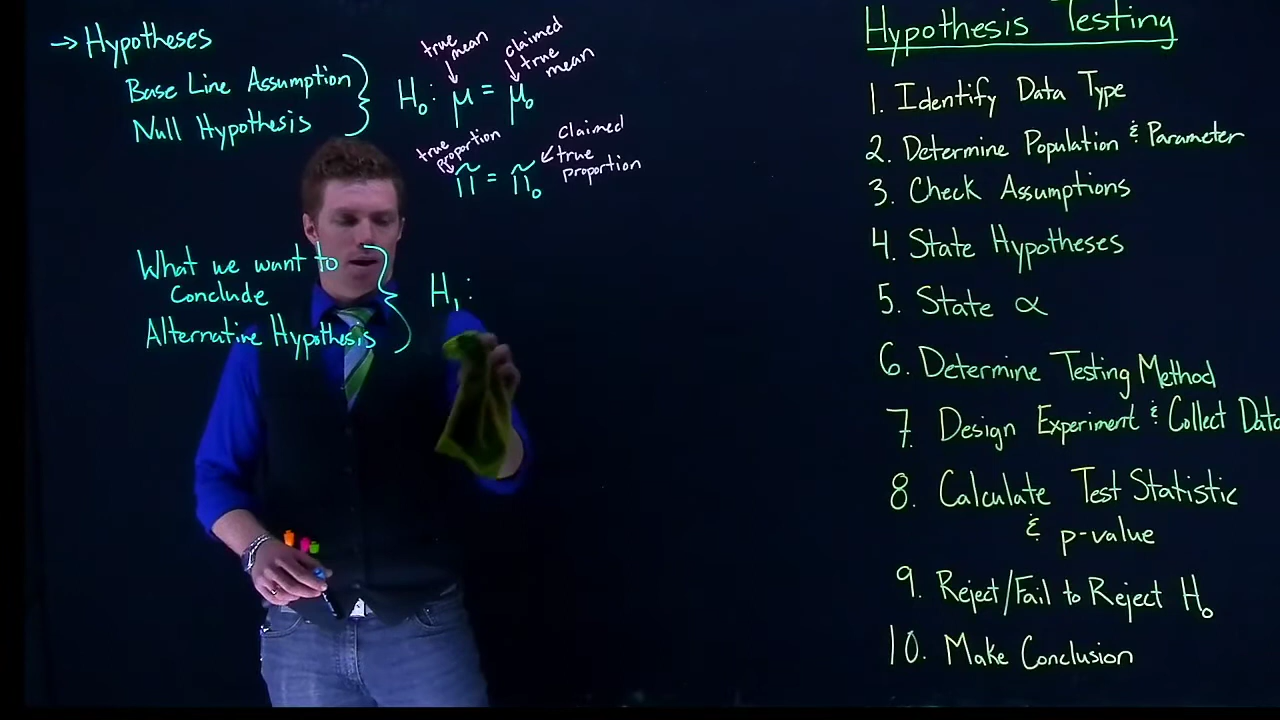 → Hypotheses
Base Line Assumption
Null Hypothesis
true mean
claimed true mean
H₀: μ = μ₀
true proportion
claimed true proportion
π̃ = π̃₀
What we want to
Conclude
Alternative Hypothesis
H₁:
Hypothesis Testing
1. Identify Data Type
2. Determine Population & Parameter
3. Check Assumptions
4. State Hypotheses
5. State α
6. Determine Testing Method
7. Design Experiment & Collect Data
8. Calculate Test Statistic
& p-value
9. Reject/Fail to Reject H₀
10. Make Conclusion